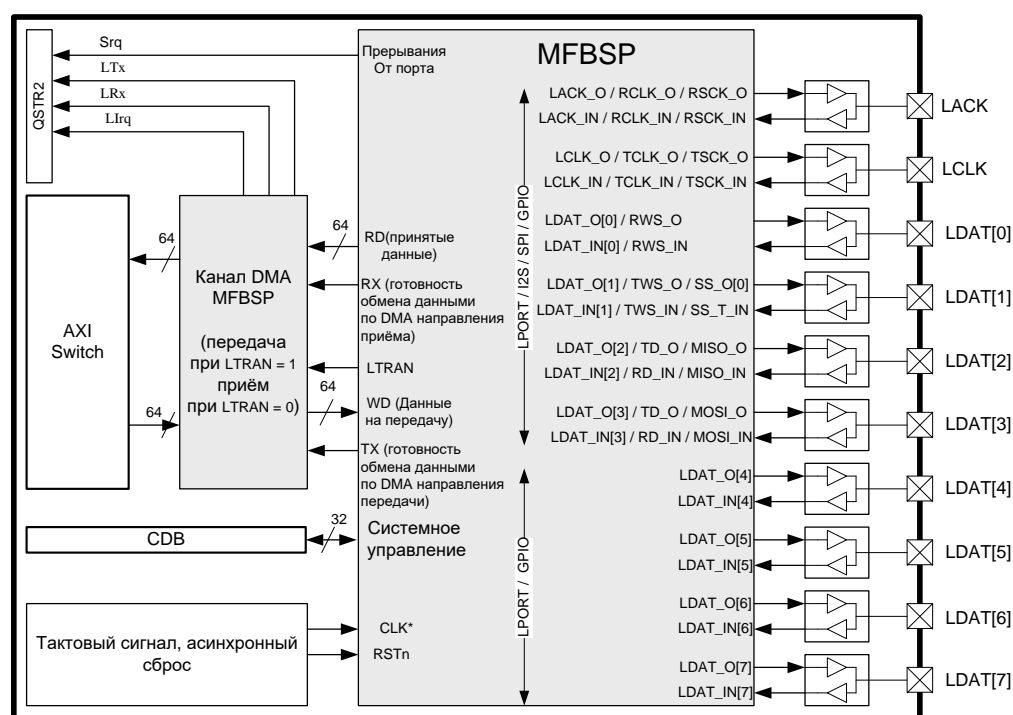 MFBSP
QSTR2
Srq
LTx
LRx
LIrq
Прерывания
От порта
AXI
Switch
64
64
Канал DMA
MFBSP
(передача
при LTRAN = 1
приём
при LTRAN = 0)
64
64
RD(принятые
данные)
RX (готовность
обмена данными
по DMA направления
приёма)
LTRAN
WD (Данные
на передачу)
TX (готовность
обмена данными
по DMA направления
передачи)
CDB
32
Системное
управление
Тактовый сигнал, асинхронный
сброс
CLK*
RSTn
LPORT / I2S / SPI / GPIO
LPORT / GPIO
LACK_O / RCLK_O / RSCK_O
LACK_IN / RCLK_IN / RSCK_IN
LACK
LCLK_O / TCLK_O / TSCK_O
LCLK_IN / TCLK_IN / TSCK_IN
LCLK
LDAT_O[0] / RWS_O
LDAT_IN[0] / RWS_IN
LDAT[0]
LDAT_O[1] / TWS_O / SS_O[0]
LDAT_IN[1] / TWS_IN / SS_T_IN
LDAT[1]
LDAT_O[2] / TD_O / MISO_O
LDAT_IN[2] / RD_IN / MISO_IN
LDAT[2]
LDAT_O[3] / TD_O / MOSI_O
LDAT_IN[3] / RD_IN / MOSI_IN
LDAT[3]
LDAT_O[4]
LDAT_IN[4]
LDAT[4]
LDAT_O[5]
LDAT_IN[5]
LDAT[5]
LDAT_O[6]
LDAT_IN[6]
LDAT[6]
LDAT_O[7]
LDAT_IN[7]
LDAT[7]